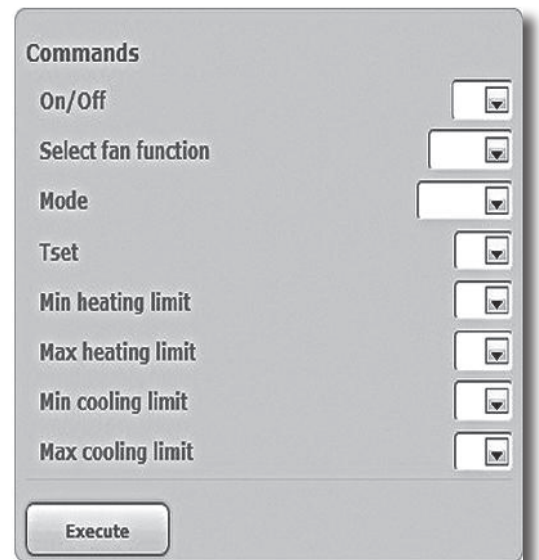 Commands
On/Off
Select fan function
Mode
Tset
Min heating limit
Max heating limit
Min cooling limit
Max cooling limit
Execute